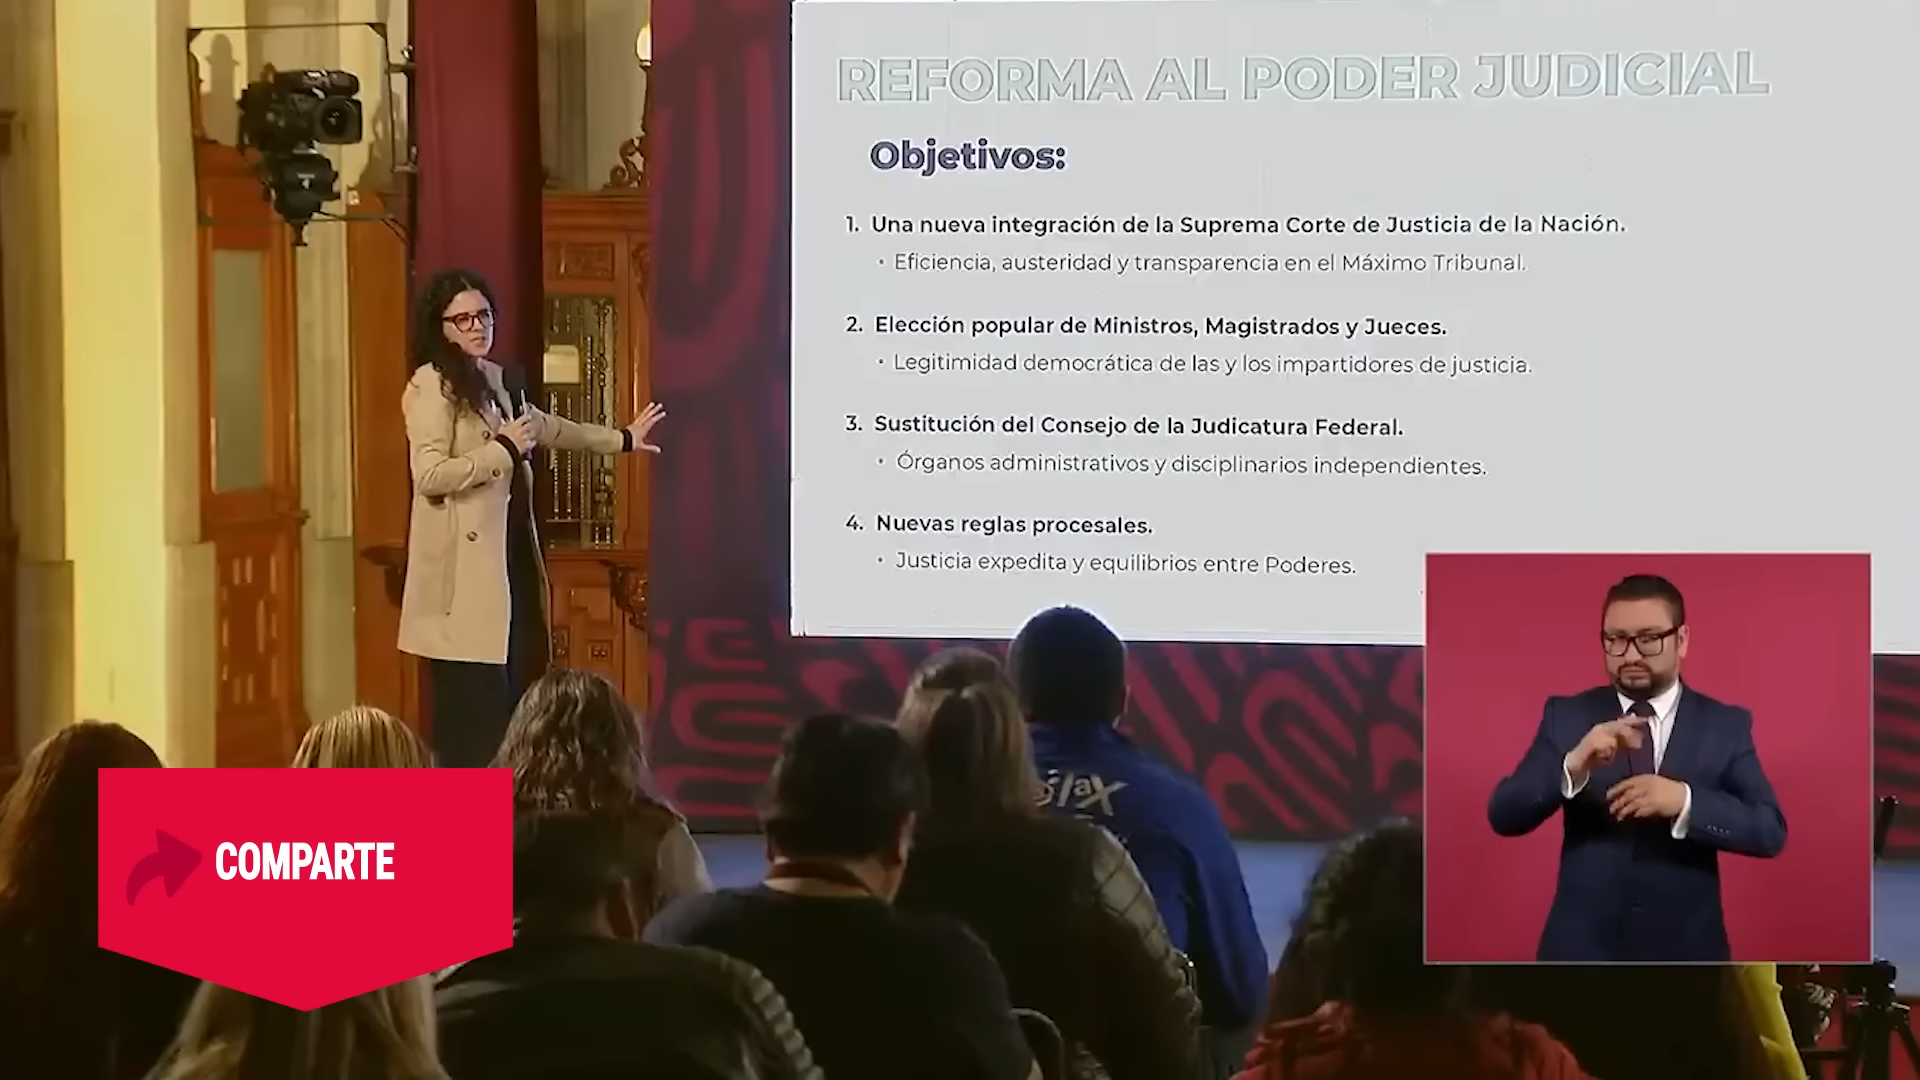 REFORMA AL PODER JUDICIAL
Objetivos:
1. Una nueva integración de la Suprema Corte de Justicia de la Nación.
• Eficiencia, austeridad y transparencia en el Máximo Tribunal.
2. Elección popular de Ministros, Magistrados y Jueces.
• Legitimidad democrática de las y los impartidores de justicia.
3. Sustitución del Consejo de la Judicatura Federal.
• Órganos administrativos y disciplinarios independientes.
4. Nuevas reglas procesales.
• Justicia expedita y equilibrios entre Poderes.
COMPARTE